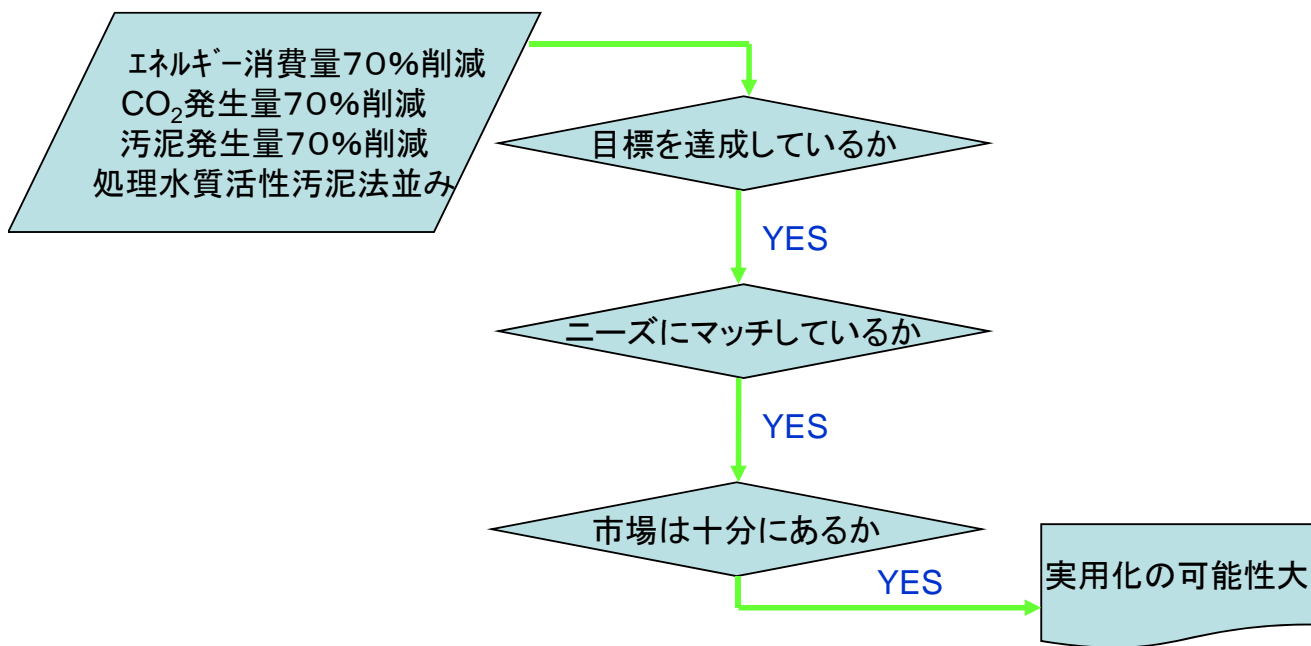 ｴﾈﾙｷﾞｰ消費量７０％削減
CO₂発生量７０％削減
汚泥発生量７０％削減
処理水質活性汚泥法並み
目標を達成しているか
YES
ニーズにマッチしているか
YES
市場は十分にあるか
YES
実用化の可能性大